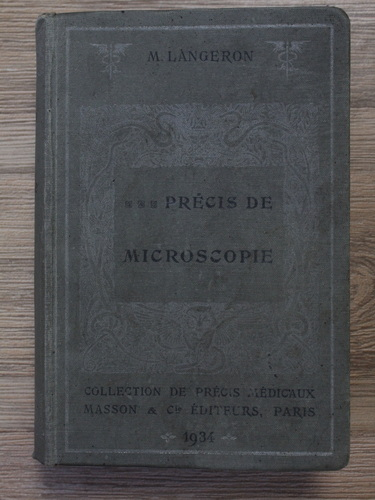 M. LANGERON
PRÉCIS DE
MICROSCOPIE
COLLECTION DE PRÉCIS MÉDICAUX
MASSON & Cie ÉDITEURS, PARIS
1934